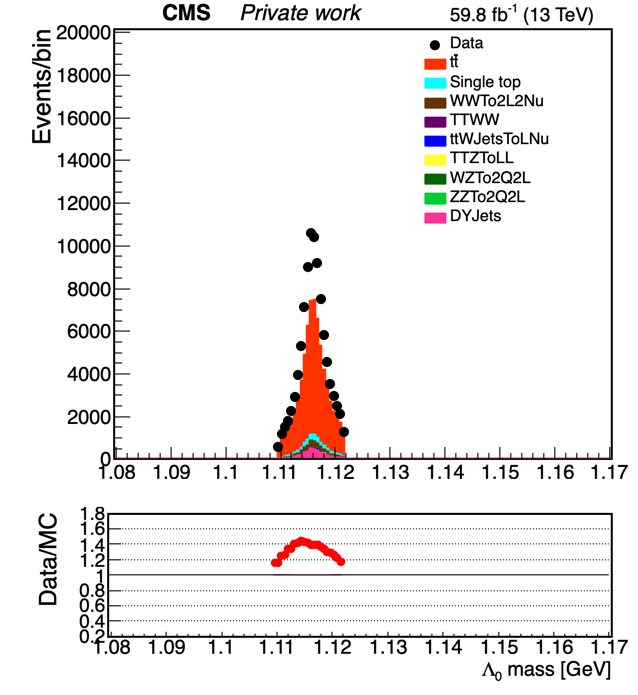 CMS Private work 59.8 fb⁻¹ (13 TeV)
Events/bin
20000
18000
16000
14000
12000
10000
8000
6000
4000
2000
0
Data
tt̄
Single top
WWTo2L2Nu
TTWW
ttWJetsToLNu
TTZToLL
WZTo2Q2L
ZZTo2Q2L
DYJets
1.08 1.09 1.1 1.11 1.12 1.13 1.14 1.15 1.16 1.17
Data/MC
1.8
1.6
1.4
1.2
1
0.8
0.6
0.4
0.2
1.08 1.09 1.1 1.11 1.12 1.13 1.14 1.15 1.16 1.17
Λ₀ mass [GeV]